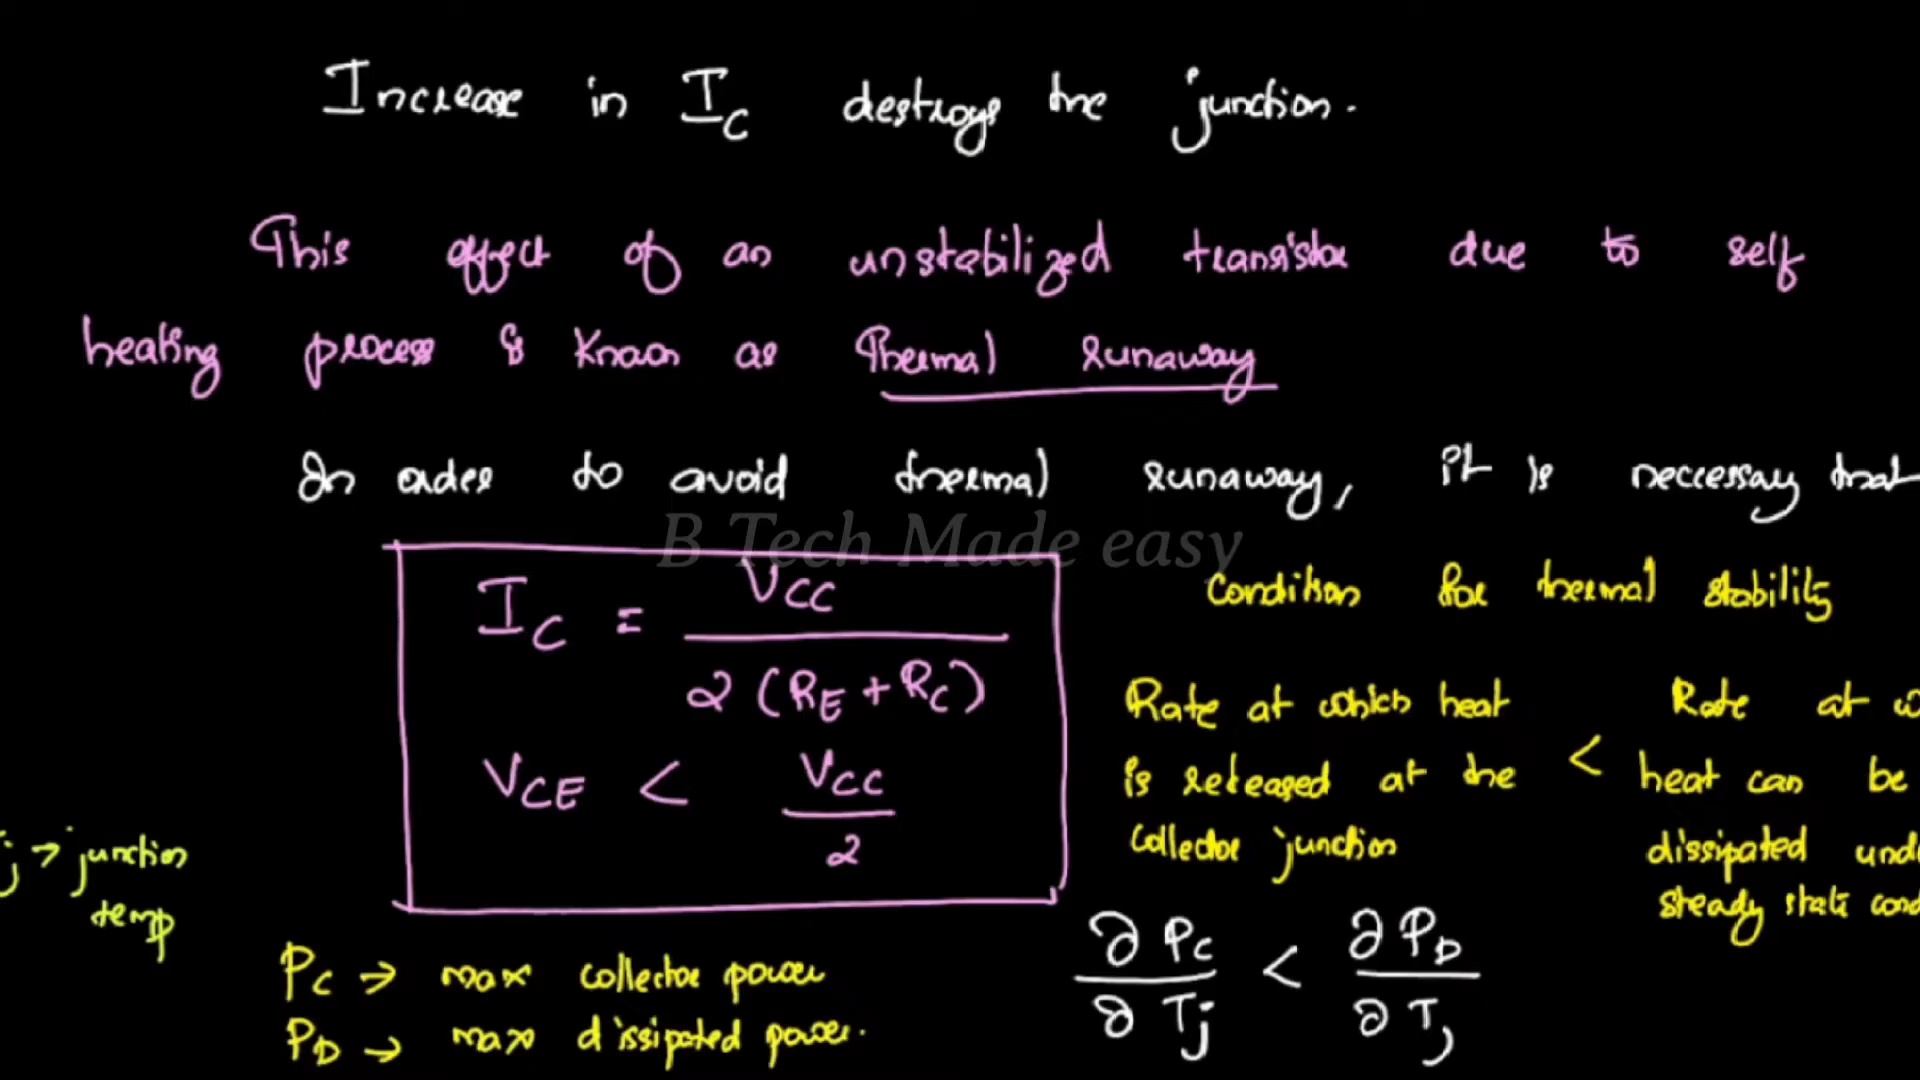 Increase in IC destroys the junction.
This effect of an unstabilized transistor due to self
heating process is known as Thermal runaway
In order to avoid thermal runaway, it is neccessary that
B Tech Made easy
IC = VCC / 2 (RE + RC)
Condition for thermal stability
VCE < VCC / 2
Rate at which heat
is released at the
collector junction
<
Rate at
heat can be
dissipated
steady state
j → junction
temp
PC → max collector power
PD → max dissipated power.
∂PC / ∂Tj < ∂PD / ∂Tj